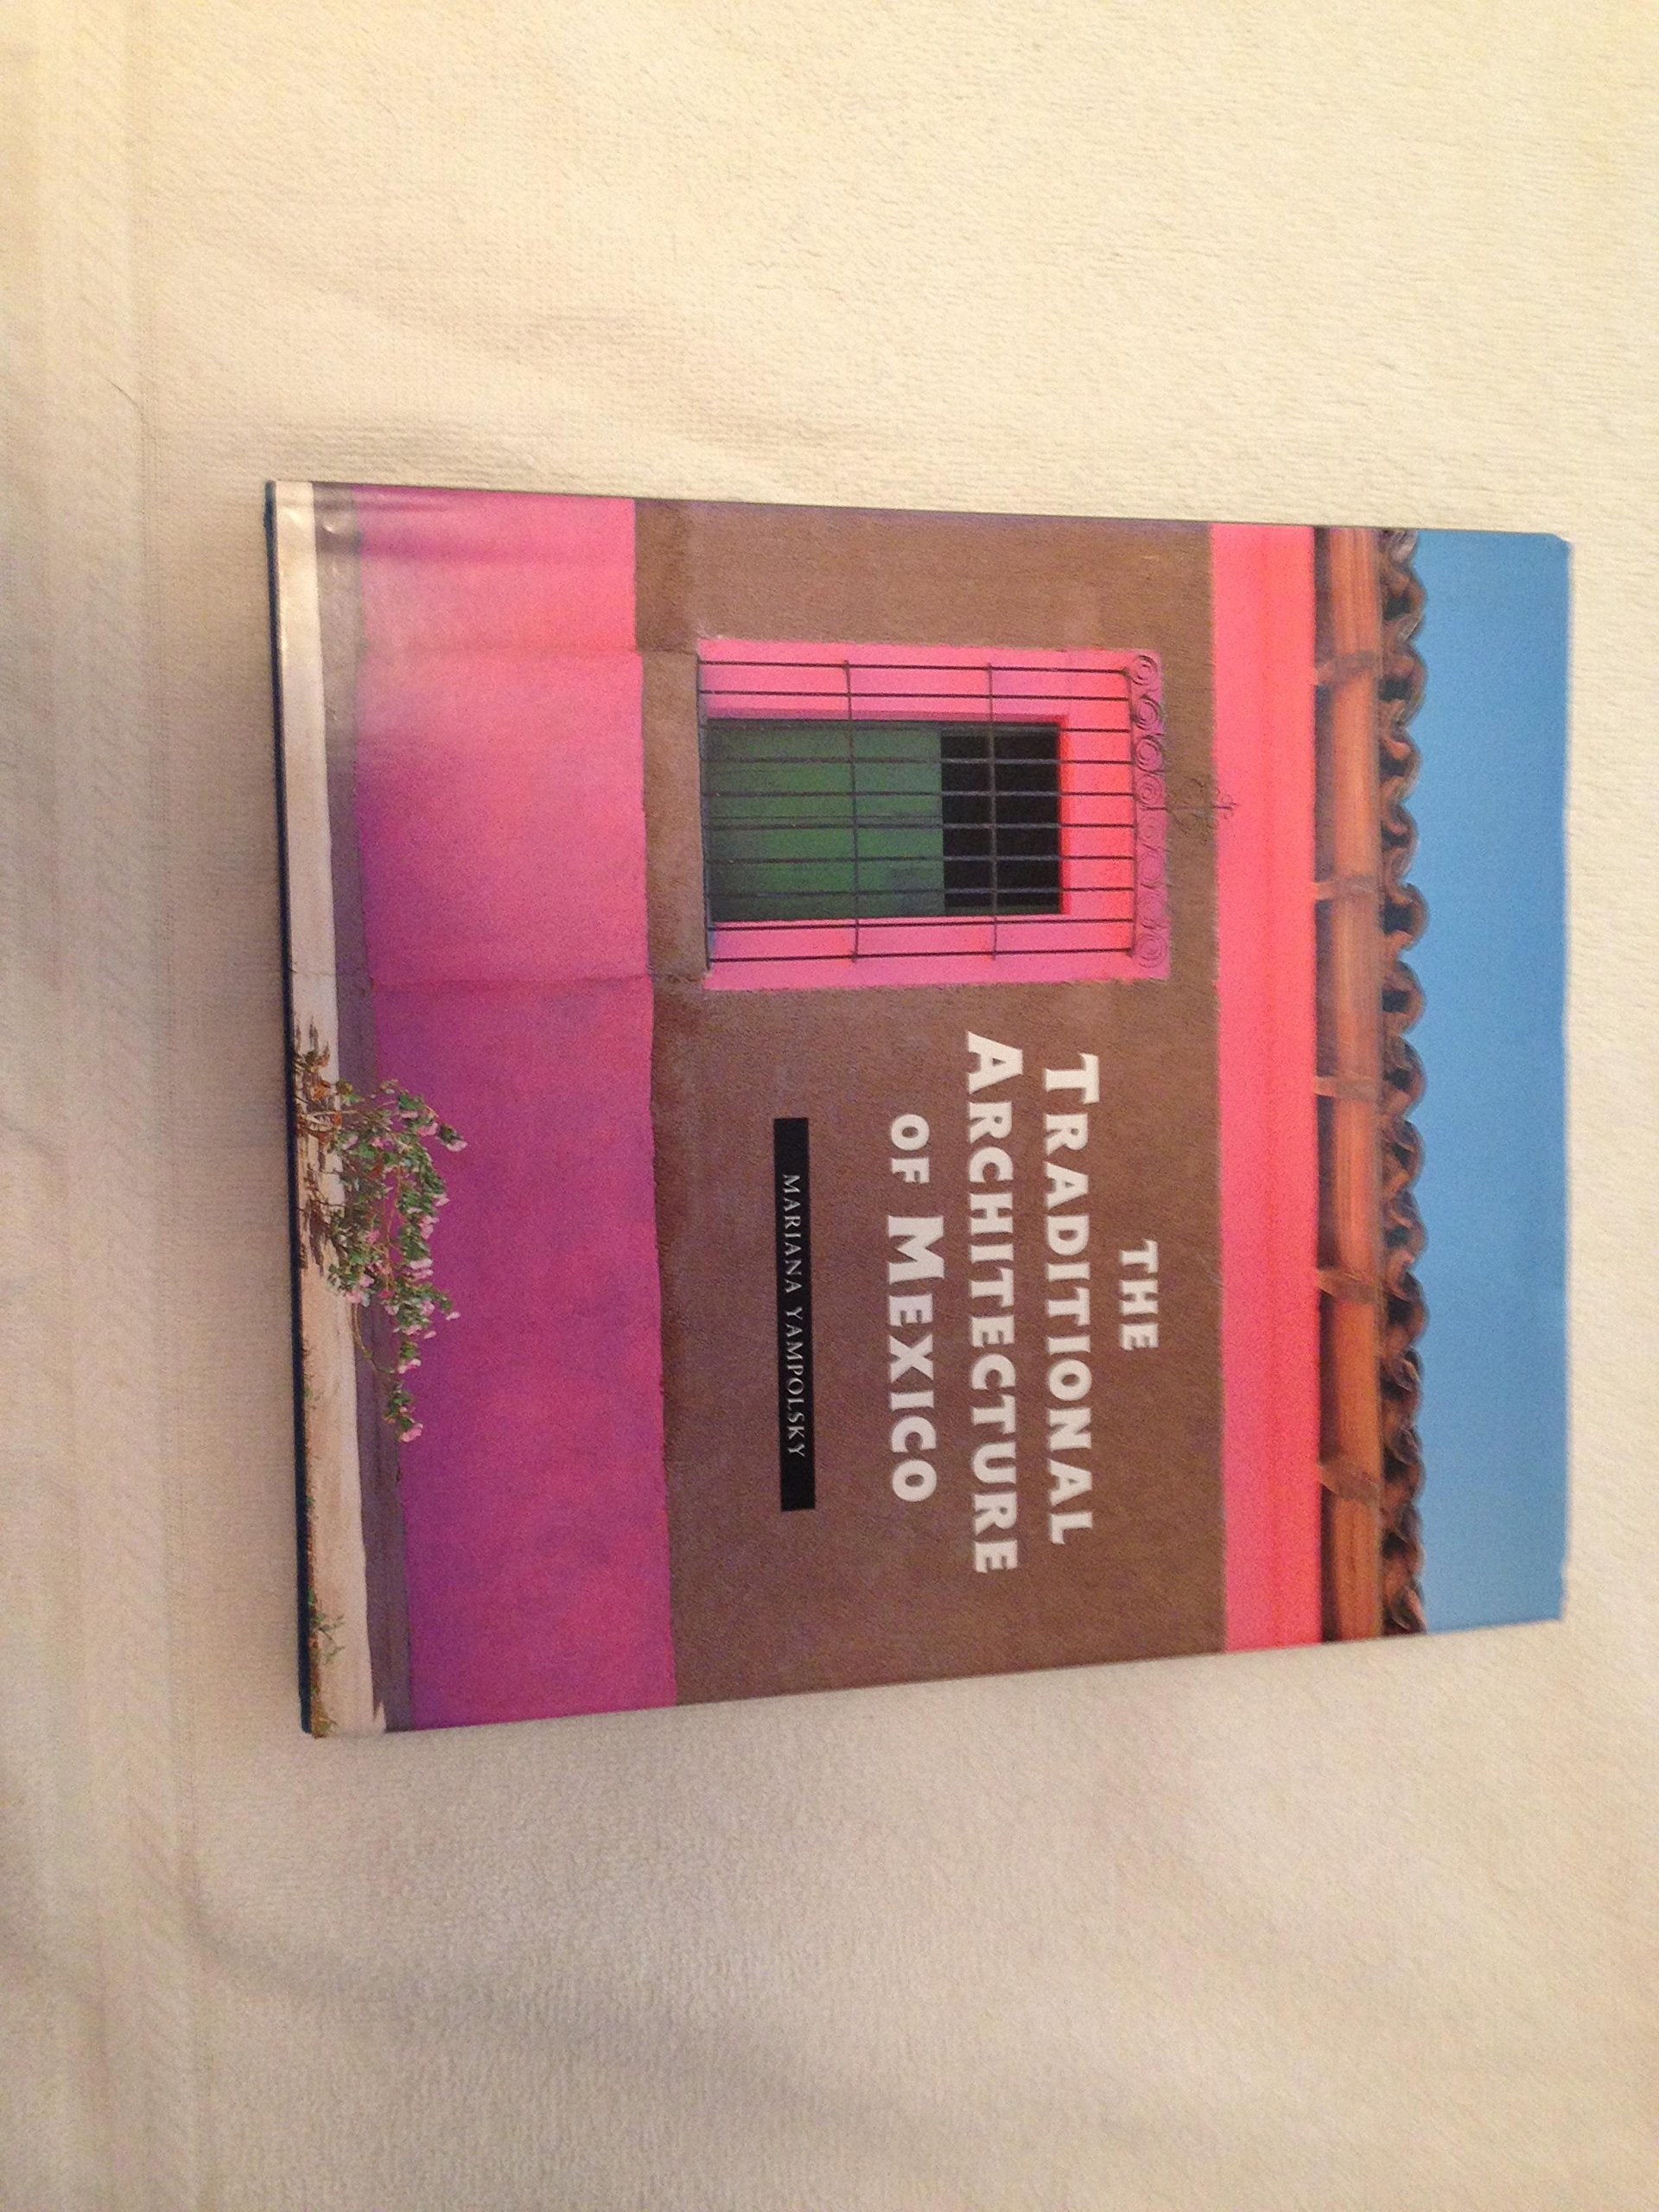 THE
TRADITIONAL
ARCHITECTURE
OF MEXICO
MARIANA YAMPOLSKY